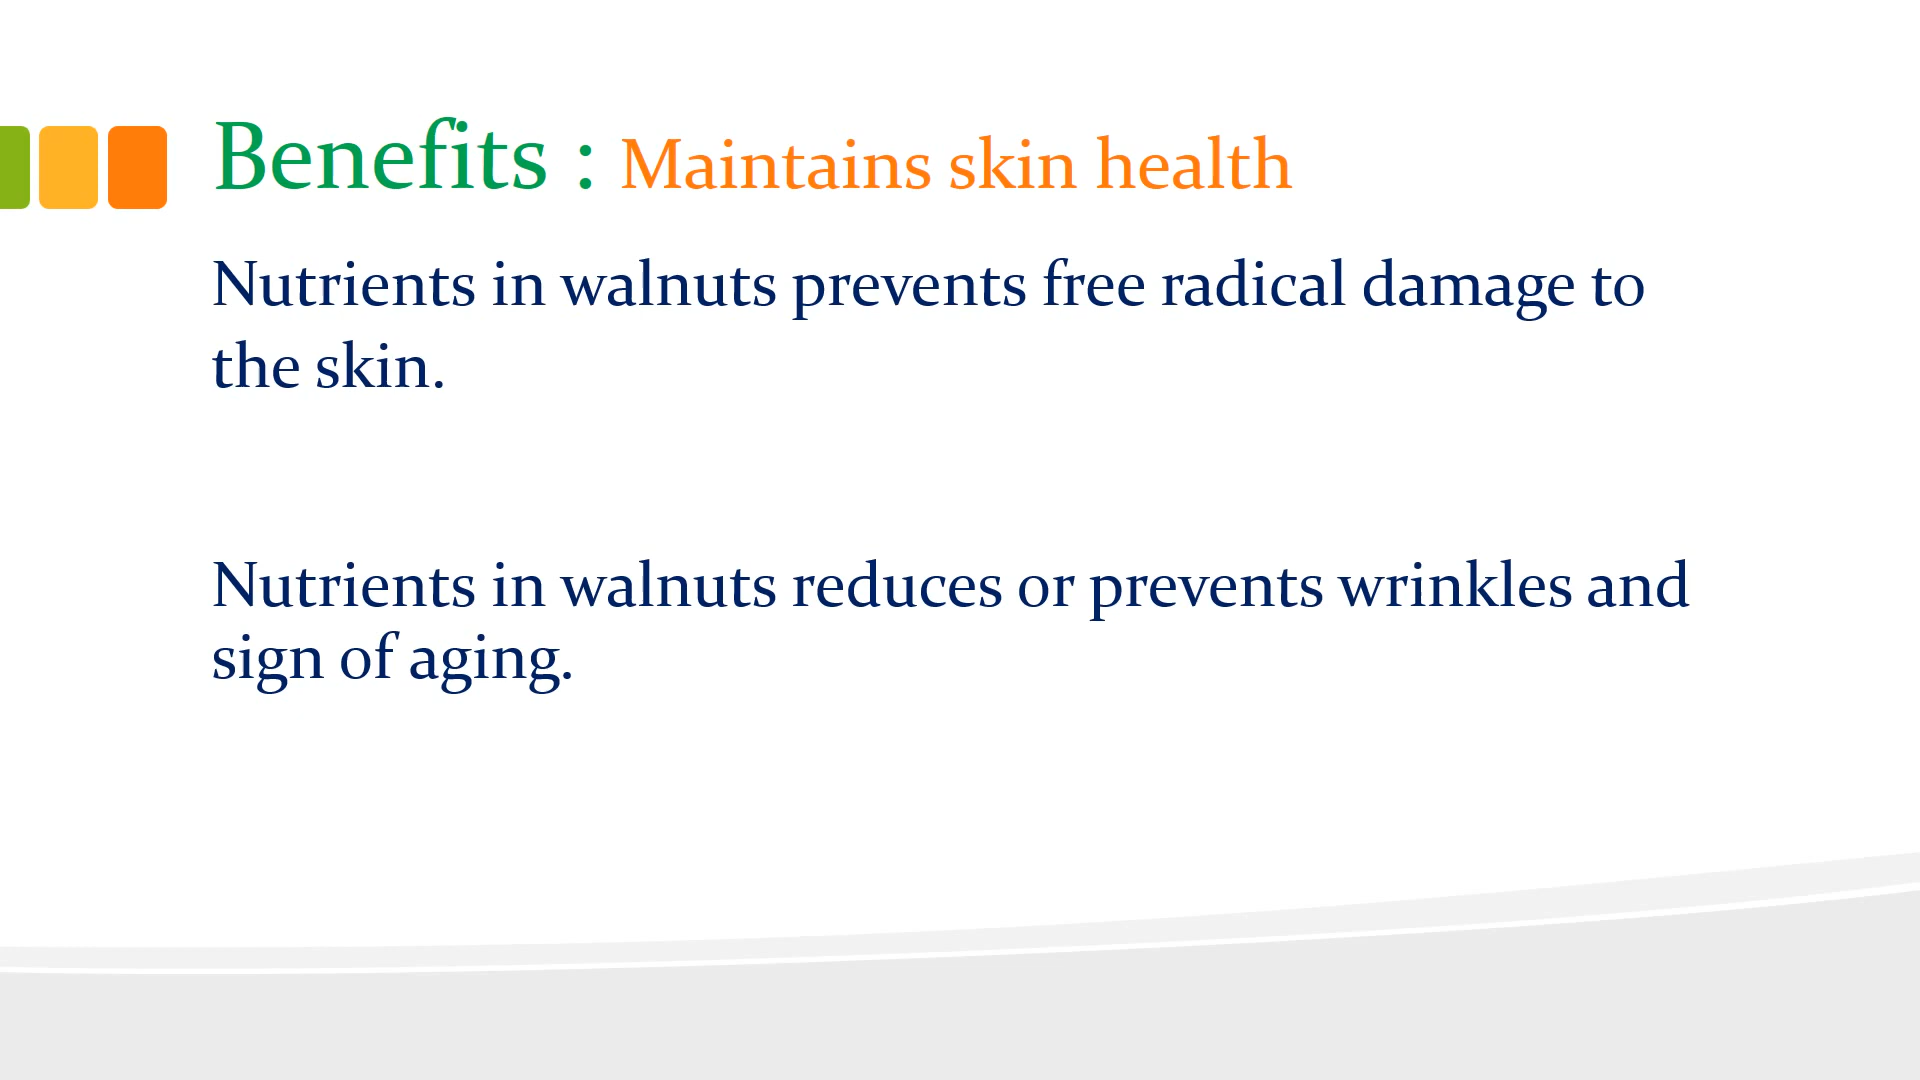 Benefits : Maintains skin health
Nutrients in walnuts prevents free radical damage to
the skin.
Nutrients in walnuts reduces or prevents wrinkles and
sign of aging.